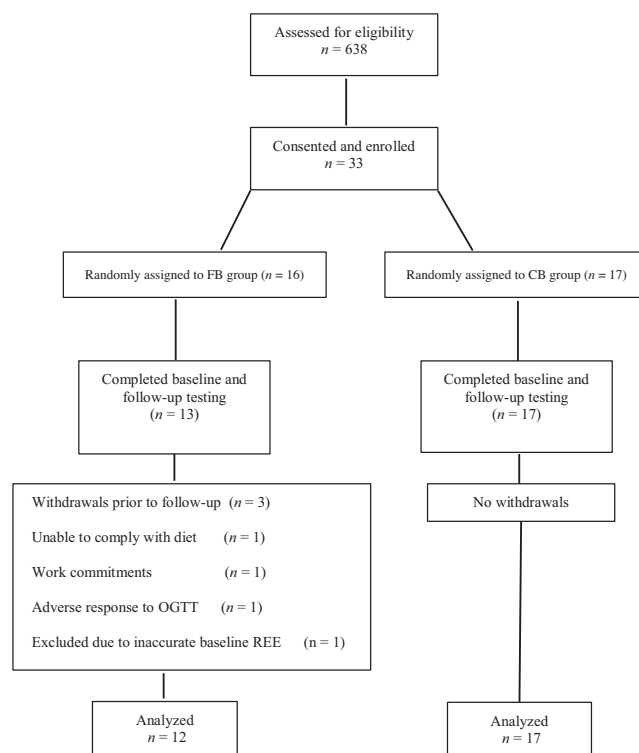 Assessed for eligibility
n = 638
Consented and enrolled
n = 33
Randomly assigned to FB group (n = 16)
Randomly assigned to CB group (n = 17)
Completed baseline and
follow-up testing
(n = 13)
Completed baseline and
follow-up testing
n = 17)
Withdrawals prior to follow-up (n = 3)
Unable to comply with diet (n = 1)
Work commitments (n = 1)
Adverse response to OGTT (n = 1)
Excluded due to inaccurate baseline REE (n = 1)
No withdrawals
Analyzed
n = 12
Analyzed
n = 17